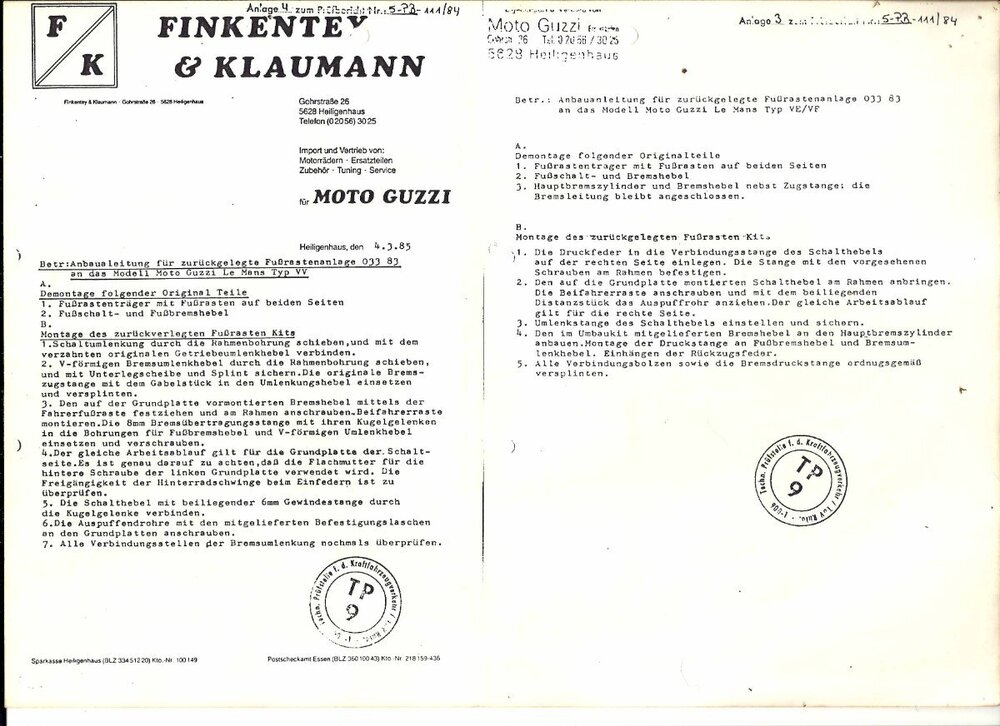 Anlage 4 zum Prüfbericht Nr.: 5-PB-111/84
F
K
FINKENTEY
& KLAUMANN
Finkentey & Klaumann · Gohrstraße 26 · 5628 Heiligenhaus
Gohrstraße 26
5628 Heiligenhaus
Telefon (02056) 3025
Import und Vertrieb von:
Motorrädern · Ersatzteilen
Zubehör · Tuning · Service
für MOTO GUZZI
Heiligenhaus, den 4.3.85
Betr:Anbauanleitung für zurückgelegte Fußrastenanlage 033 83
an das Modell Moto Guzzi Le Mans Typ VV
A.
Demontage folgender Original Teile
1. Fußrastenträger mit Fußrasten auf beiden Seiten
2. Fußschalt- und Fußbremshebel
B.
Montage des zurückverlegten Fußrasten Kits
1.Schaltumlenkung durch die Rahmenbohrung schieben,und mit dem
verzahnten originalen Getriebeumlenkhebel verbinden.
2. V-förmigen Bremsumlenkhebel durch die Rahmenbohrung schieben,
und mit Unterlegscheibe und Splint sichern.Die originale Brems-
zugstange mit dem Gabelstück in den Umlenkungshebel einsetzen
und versplinten.
3. Den auf der Grundplatte vormontierten Bremshebel mittels der
Fahrerfußraste festziehen und am Rahmen anschrauben.Beifahrerraste
montieren.Die 8mm Bremsübertragungsstange mit ihren Kugelgelenken
in die Bohrungen für Fußbremshebel und V-förmigen Umlenkhebel
einsetzen und verschrauben.
4.Der gleiche Arbeitsablauf gilt für die Grundplatte der Schalt-
seite.Es ist genau darauf zu achten,daß die Flachmutter für die
hintere Schraube der linken Grundplatte verwendet wird. Die
Freigängigkeit der Hinterradschwinge beim Einfedern ist zu
überprüfen.
5. Die Schalthebel mit beiliegender 6mm Gewindestange durch
die Kugelgelenke verbinden.
6.Die Auspuffendrohre mit den mitgelieferten Befestigungslaschen
an den Grundplatten anschrauben.
7. Alle Verbindungsstellen der Bremsumlenkung nochmals überprüfen.
Techn. Prüfstelle f. d. Kraftfahrzeugverkehr
TP
9
Sparkasse Heiligenhaus (BLZ 334 512 20) Kto.-Nr. 100 149
Postscheckamt Essen (BLZ 360 100 43) Kto.-Nr. 218 159-436
Moto Guzzi
26 Tel. 0 20 56 / 30 25
5628 Heiligenhaus
Anlage 3 zum Prüfbericht Nr.: 5-PB-111/84
Betr.: Anbauanleitung für zurückgelegte Fußrastenanlage 033 83
an das Modell Moto Guzzi Le Mans Typ VE/VF
A.
Demontage folgender Originalteile
1. Fußrastenträger mit Fußrasten auf beiden Seiten
2. Fußschalt- und Bremshebel
3. Hauptbremszylinder und Bremshebel nebst Zugstange; die
Bremsleitung bleibt angeschlossen.
B.
Montage des zurückgelegten Fußrasten Kits
1. Die Druckfeder in die Verbindungsstange des Schalthebels
auf der rechten Seite einlegen. Die Stange mit den vorgesehenen
Schrauben am Rahmen befestigen.
2. Den auf die Grundplatte montierten Schalthebel am Rahmen anbringen.
Die Beifahrerraste anschrauben und mit dem beiliegenden
Distanzstück das Auspuffrohr anziehen.Der gleiche Arbeitsablauf
gilt für die rechte Seite.
3. Umlenkstange des Schalthebels einstellen und sichern.
4. Den im Umbaukit mitgelieferten Bremshebel an den Hauptbremszylinder
anbauen.Montage der Druckstange an Fußbremshebel und Bremsum-
lenkhebel. Einhängen der Rückzugsfeder.
5. Alle Verbindungsbolzen sowie die Bremsdruckstange ordnugsgemäß
versplinten.
Techn. Prüfstelle f. d. Kraftfahrzeugverkehr
TP
9